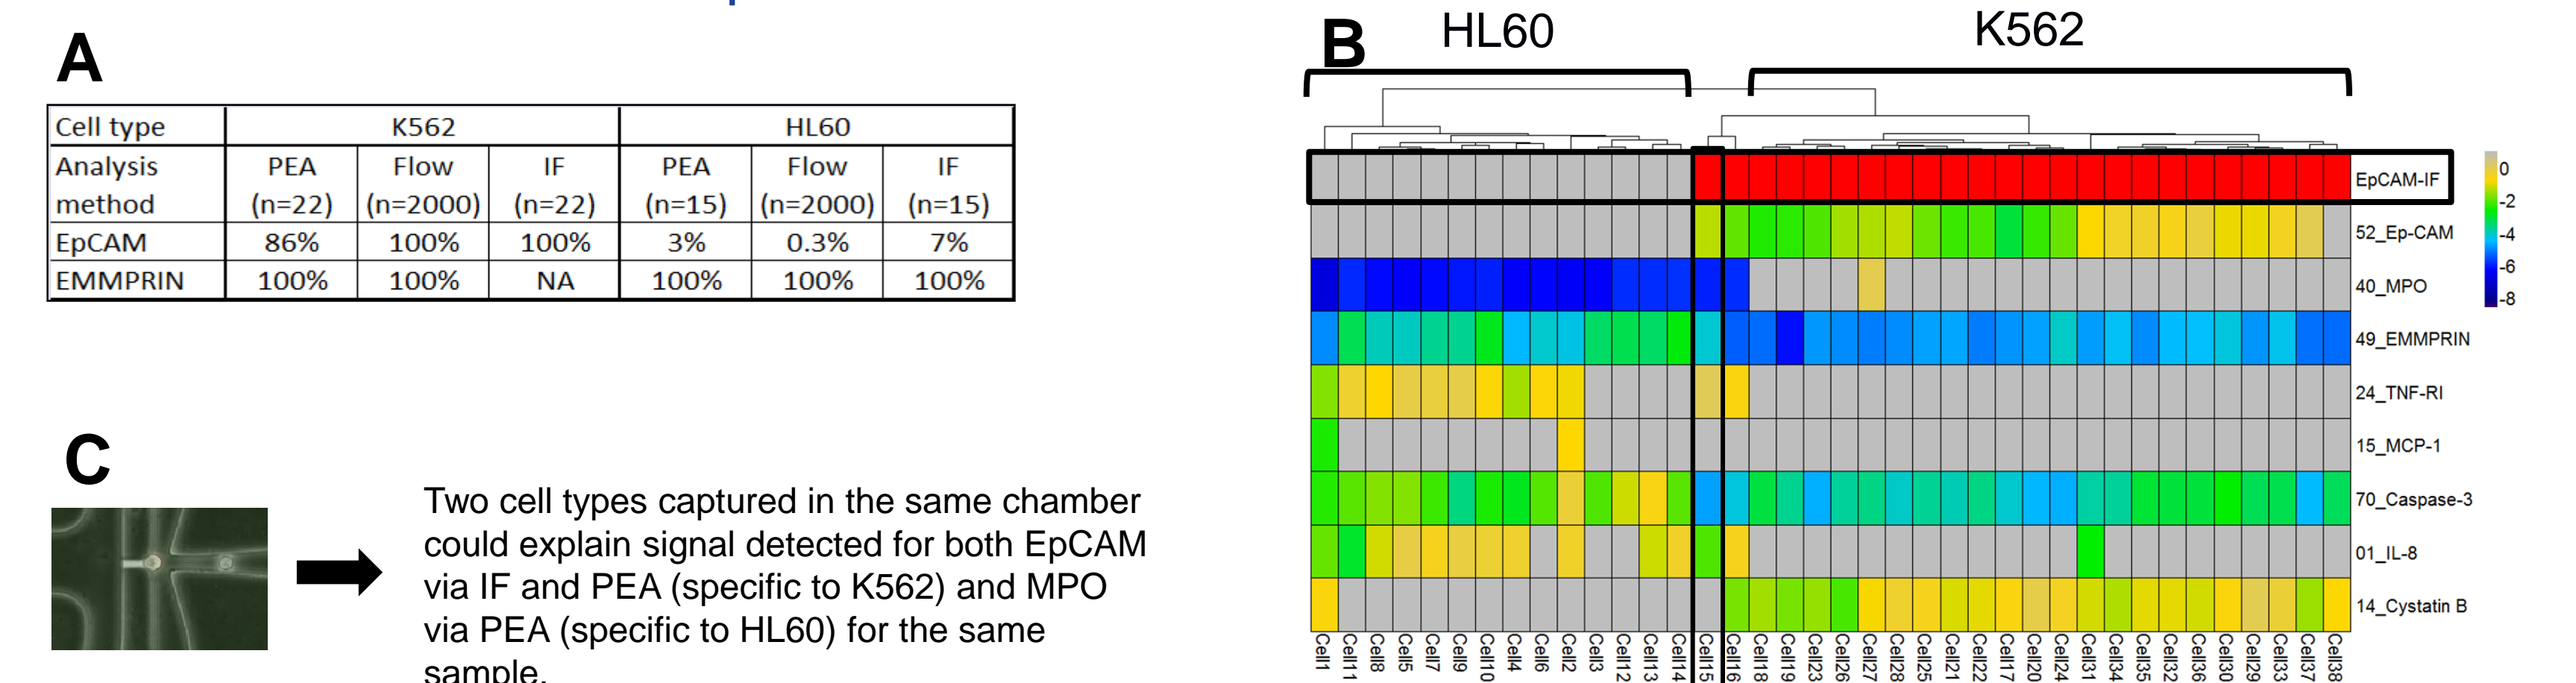 A
Cell type K562 HL60
Analysis method PEA (n=22) Flow (n=2000) IF (n=22) PEA (n=15) Flow (n=2000) IF (n=15)
EpCAM 86% 100% 100% 3% 0.3% 7%
EMMPRIN 100% 100% NA 100% 100% 100%
C
Two cell types captured in the same chamber
could explain signal detected for both EpCAM
via IF and PEA (specific to K562) and MPO
via PEA (specific to HL60) for the same
sample.
B
HL60 K562
EpCAM-IF
52_Ep-CAM
40_MPO
49_EMMPRIN
24_TNF-RI
15_MCP-1
70_Caspase-3
01_IL-8
14_Cystatin B
0
-2
-4
-6
-8
Cell1 Cell11 Cell8 Cell5 Cell7 Cell9 Cell10 Cell4 Cell6 Cell2 Cell3 Cell12 Cell13 Cell14 Cell15 Cell16 Cell18 Cell19 Cell23 Cell26 Cell27 Cell28 Cell25 Cell21 Cell22 Cell17 Cell20 Cell24 Cell31 Cell34 Cell35 Cell32 Cell36 Cell30 Cell29 Cell33 Cell37 Cell38